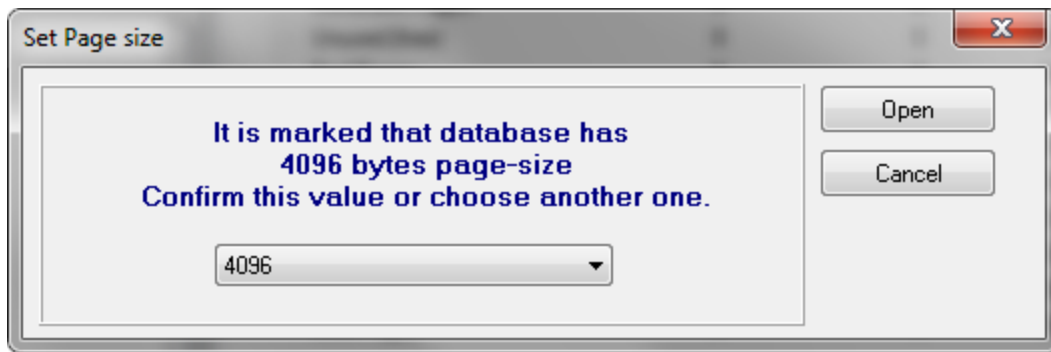 Set Page size
It is marked that database has
4096 bytes page-size
Confirm this value or choose another one.
4096
Open
Cancel